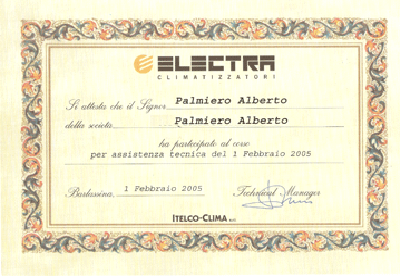 ELECTRA
CLIMATIZZATORI
Si attesta che il Signor Palmiero Alberto
della società Palmiero Alberto
ha partecipato al corso
per assistenza tecnica del 1 Febbraio 2005
Barlassina, 1 Febbraio 2005 Technical Manager
ITELCO-CLIMA s.r.l.